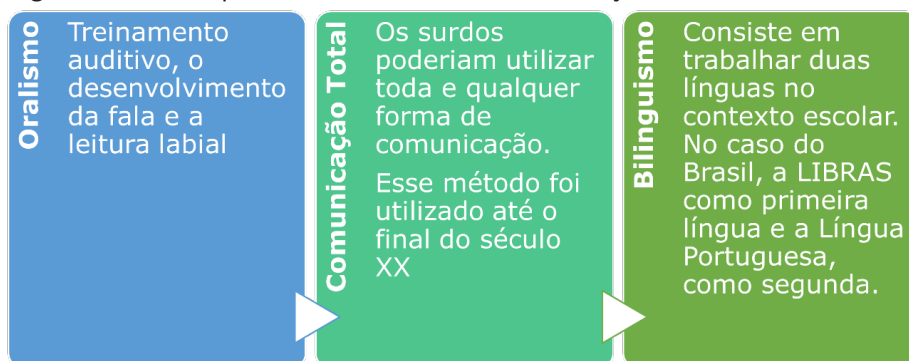 Oralismo
Treinamento
auditivo, o
desenvolvimento
da fala e a
leitura labial
Comunicação Total
Os surdos
poderiam utilizar
toda e qualquer
forma de
comunicação.
Esse método foi
utilizado até o
final do século
XX
Bilinguismo
Consiste em
trabalhar duas
línguas no
contexto escolar.
No caso do
Brasil, a LIBRAS
como primeira
língua e a Língua
Portuguesa,
como segunda.